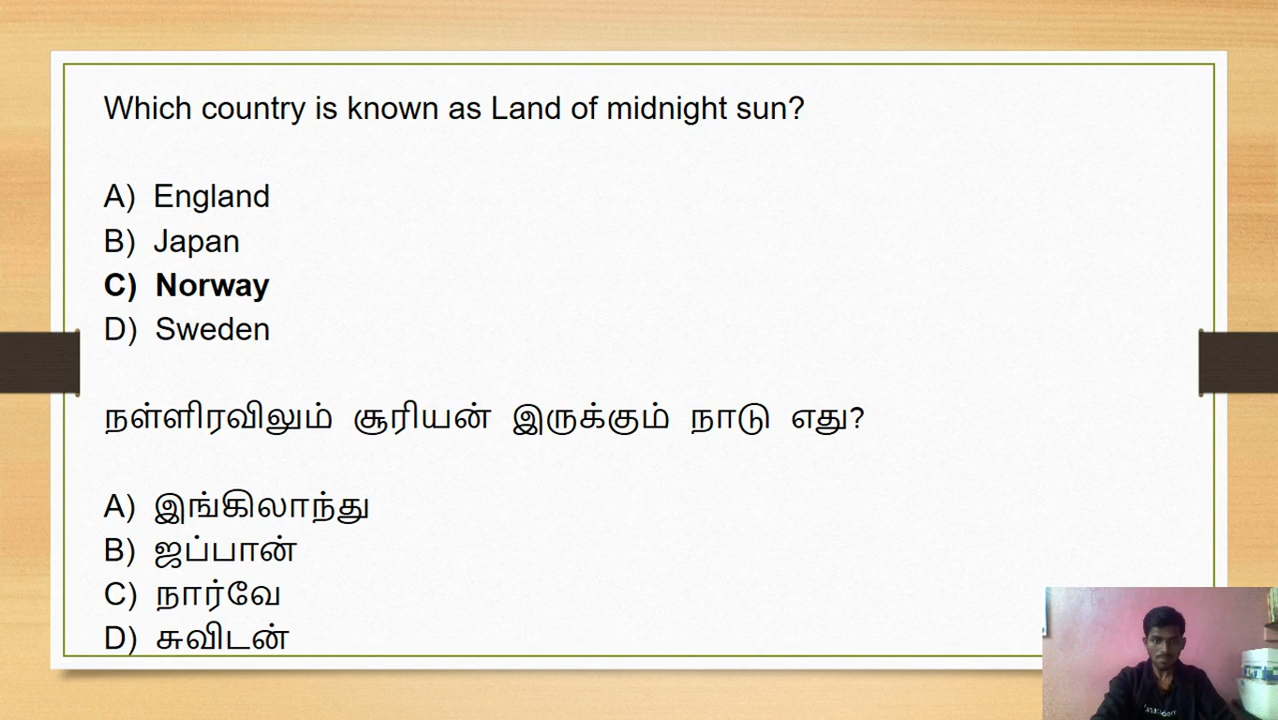 Which country is known as Land of midnight sun?
A) England
B) Japan
C) Norway
D) Sweden
நள்ளிரவிலும் சூரியன் இருக்கும் நாடு எது?
A) இங்கிலாந்து
B) ஜப்பான்
C) நார்வே
D) சுவிடன்